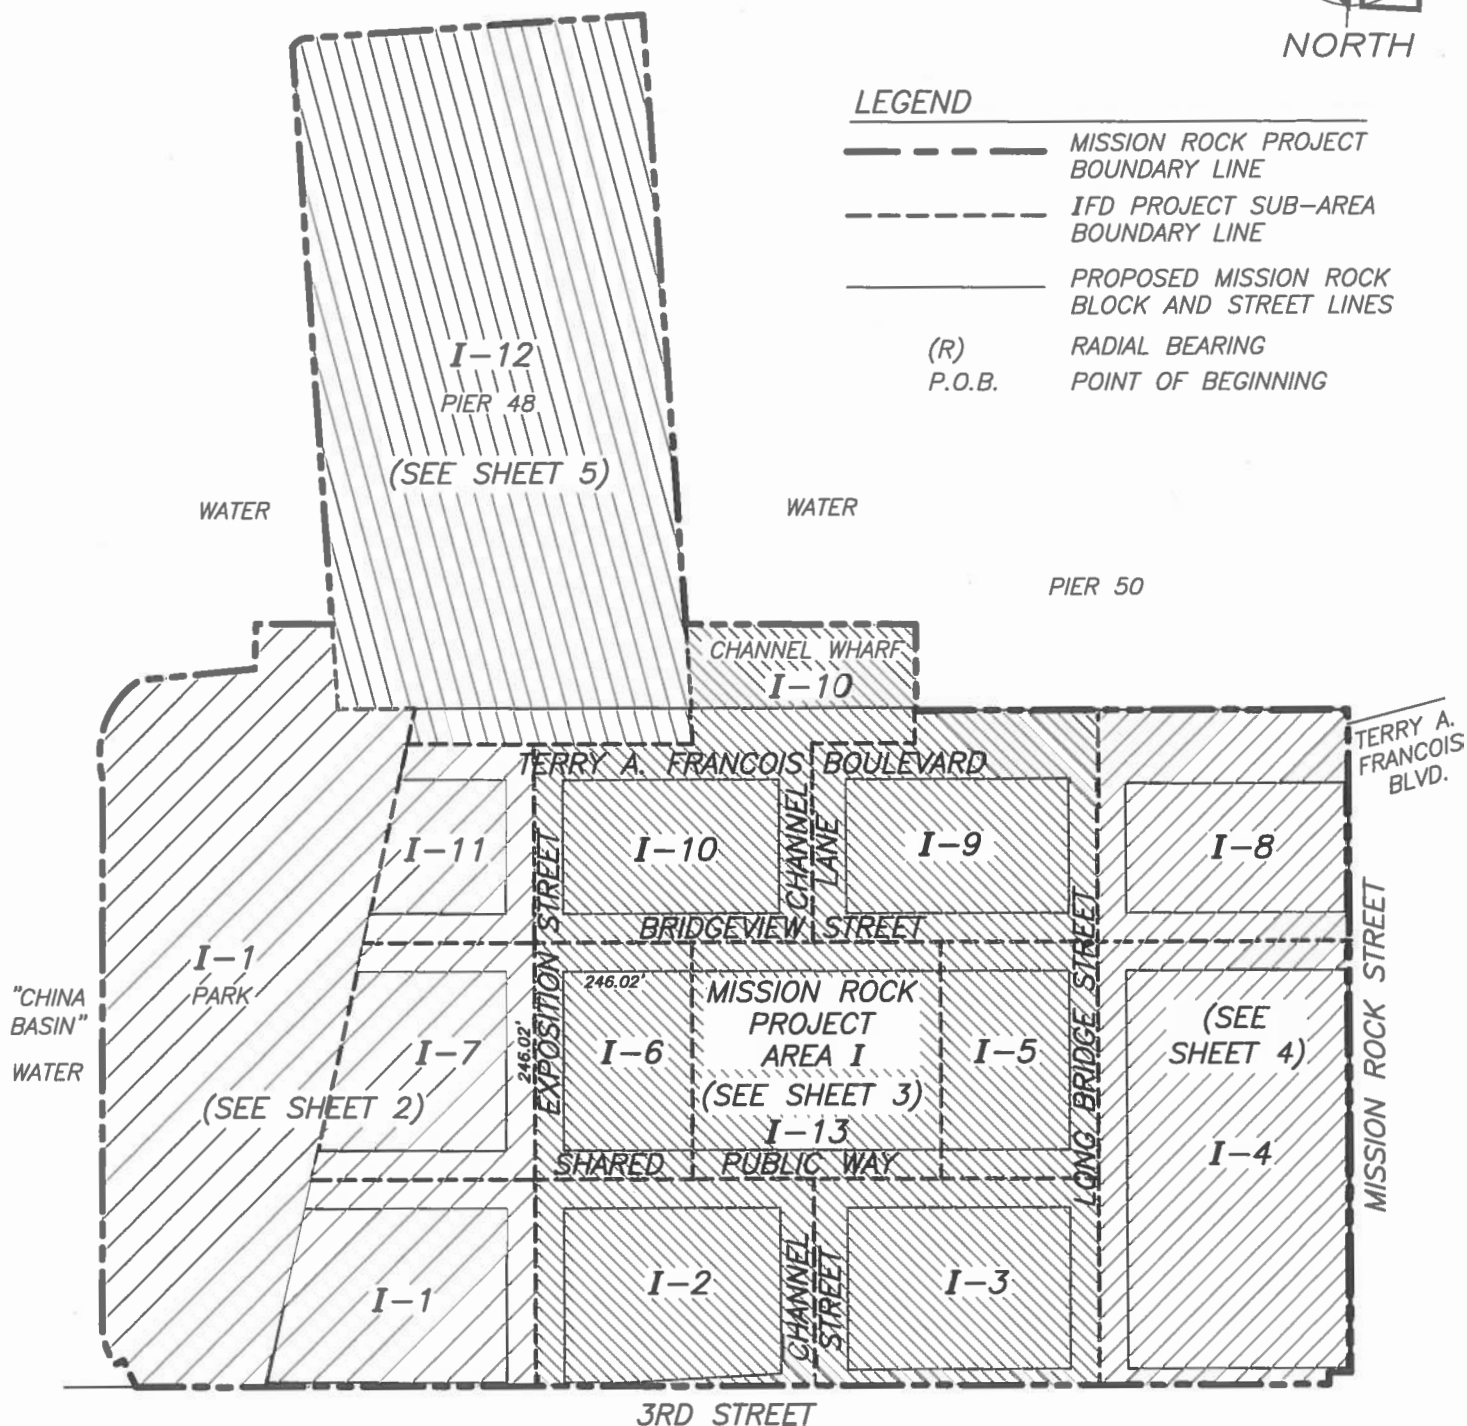 NORTH
LEGEND
MISSION ROCK PROJECT
BOUNDARY LINE
IFD PROJECT SUB-AREA
BOUNDARY LINE
PROPOSED MISSION ROCK
BLOCK AND STREET LINES
(R) RADIAL BEARING
P.O.B. POINT OF BEGINNING
I-12
PIER 48
(SEE SHEET 5)
WATER
WATER
PIER 50
CHANNEL WHARF
I-10
TERRY A.
FRANCOIS
BLVD.
TERRY A. FRANCOIS BOULEVARD
I-11
EXPOSITION STREET
I-10
CHANNEL
LANE
I-9
I-8
BRIDGEVIEW STREET
LONG BRIDGE STREET
MISSION ROCK STREET
I-1
PARK
"CHINA
BASIN"
WATER
246.02'
246.02'
I-7
(SEE SHEET 2)
EXPOSITION STREET
I-6
MISSION ROCK
PROJECT
AREA I
(SEE SHEET 3)
I-13
I-5
(SEE
SHEET 4)
I-4
SHARED PUBLIC WAY
I-1
I-2
CHANNEL
STREET
I-3
3RD STREET